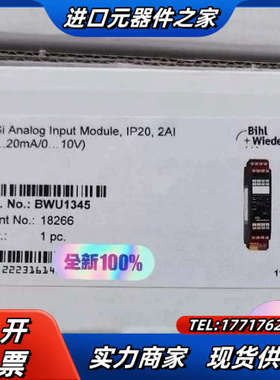 进口元器件之家
Si Analog Input Module, IP20, 2AI
...20mA/0...10V)
Bihl
+Wiede
. No.: BWU1345
nt No.: 18266
.: 1 pc.
22231614
全新100%
开
票
TEL:17717762
实力商家
现货供